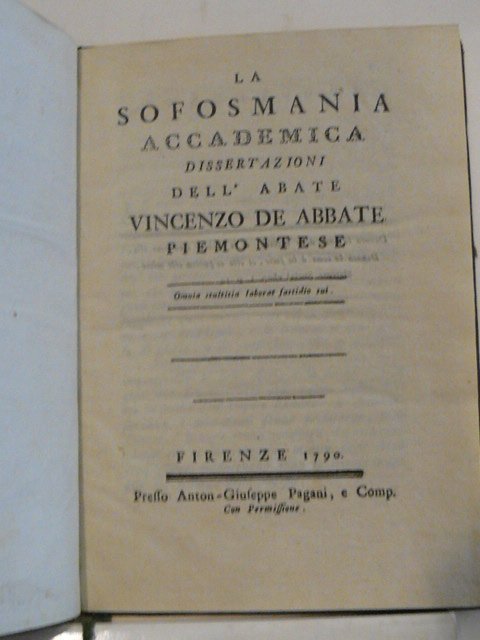 LA
SOFOSMANIA
ACCADEMICA
DISSERTAZIONI
DELL' ABATE
VINCENZO DE ABBATE
PIEMONTESE
Omnis stultitia laborat fastidio sui.
FIRENZE 1790.
Presso Anton-Giuseppe Pagani, e Comp.
Con Permissione.